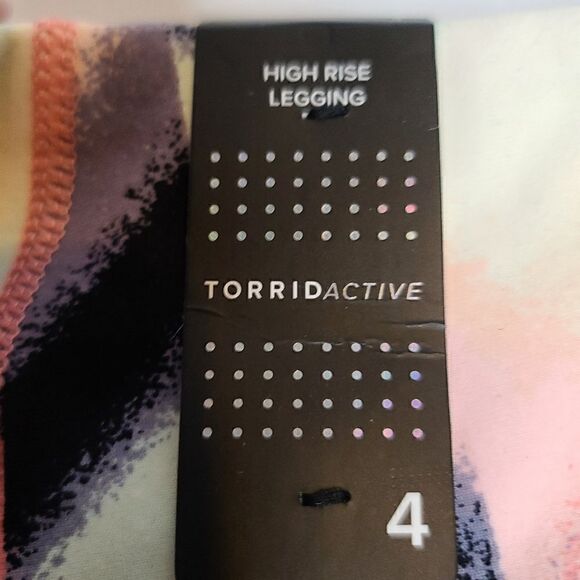 HIGH RISE
LEGGING
TORRIDACTIVE
4